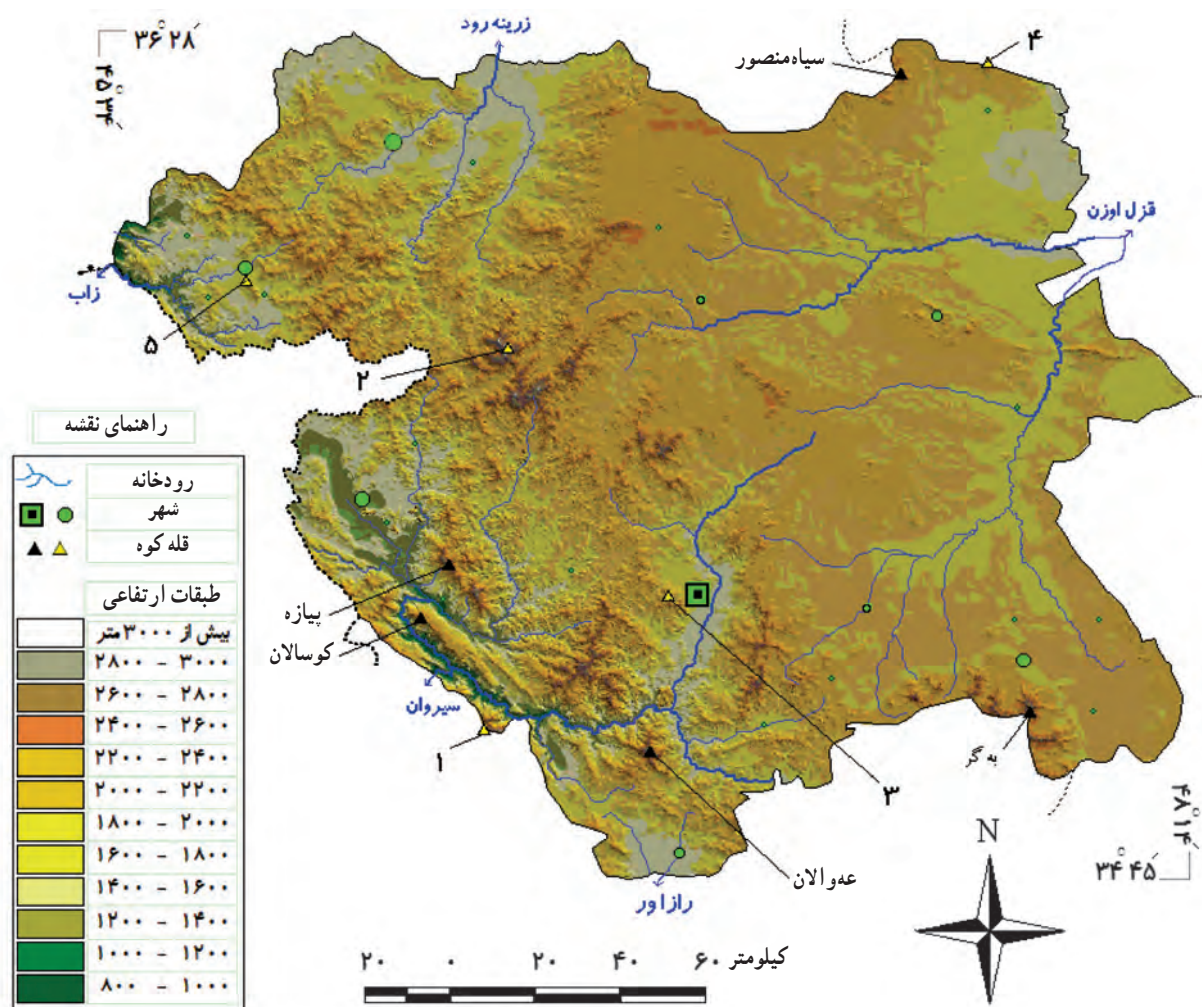 ۳۶° ۲۸′
۴۵° ۳۴′
زرینه رود
سیاه‌منصور
۴
قزل اوزن
زاب
۵
۲
پیازه
کوسالان
سیروان
۱
۳
به گر
عه‌والان
رازاور
۴۸° ۱۴′
۳۴° ۴۵′
N
راهنمای نقشه
رودخانه
شهر
قله کوه
طبقات ارتفاعی
بیش از ۳۰۰۰ متر
۲۸۰۰ - ۳۰۰۰
۲۶۰۰ - ۲۸۰۰
۲۴۰۰ - ۲۶۰۰
۲۲۰۰ - ۲۴۰۰
۲۰۰۰ - ۲۲۰۰
۱۸۰۰ - ۲۰۰۰
۱۶۰۰ - ۱۸۰۰
۱۴۰۰ - ۱۶۰۰
۱۲۰۰ - ۱۴۰۰
۱۰۰۰ - ۱۲۰۰
۸۰۰ - ۱۰۰۰
۲۰ ۰ ۲۰ ۴۰ ۶۰ کیلومتر